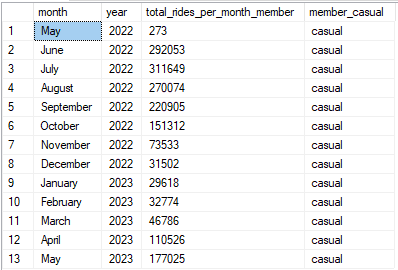 month year total_rides_per_month_member member_casual
1 May 2022 273 casual
2 June 2022 292053 casual
3 July 2022 311649 casual
4 August 2022 270074 casual
5 September 2022 220905 casual
6 October 2022 151312 casual
7 November 2022 73533 casual
8 December 2022 31502 casual
9 January 2023 29618 casual
10 February 2023 32774 casual
11 March 2023 46786 casual
12 April 2023 110526 casual
13 May 2023 177025 casual